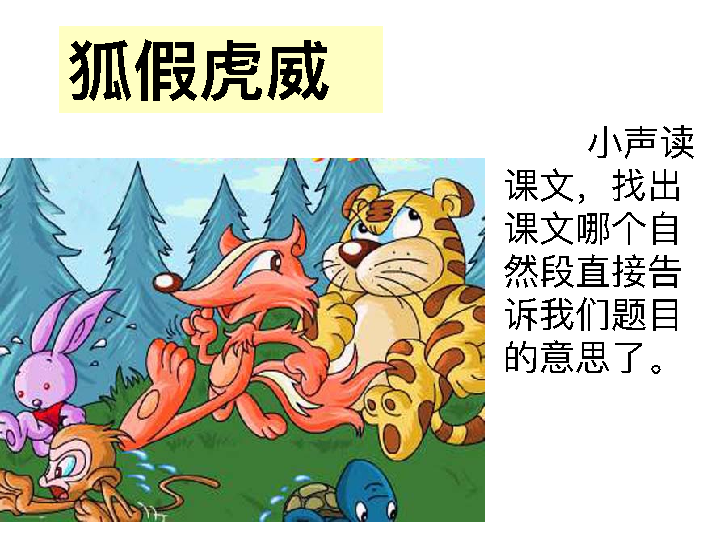 狐假虎威
小声读
课文，找出
课文哪个自
然段直接告
诉我们题目
的意思了。